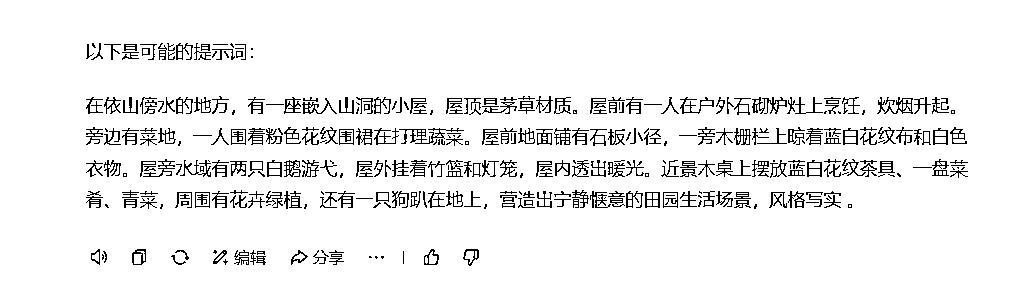 以下是可能的提示词：
在依山傍水的地方，有一座嵌入山洞的小屋，屋顶是茅草材质。屋前有一人在户外石砌炉灶上烹饪，炊烟升起。
旁边有菜地，一人围着粉色花纹围裙在打理蔬菜。屋前地面铺有石板小径，一旁木栅栏上晾着蓝白花纹布和白色
衣物。屋旁水域有两只白鹅游弋，屋外挂着竹篮和灯笼，屋内透出暖光。近景木桌上摆放蓝白花纹茶具、一盘菜
肴、青菜，周围有花卉绿植，还有一只狗趴在地上，营造出宁静惬意的田园生活场景，风格写实 。
编辑 分享